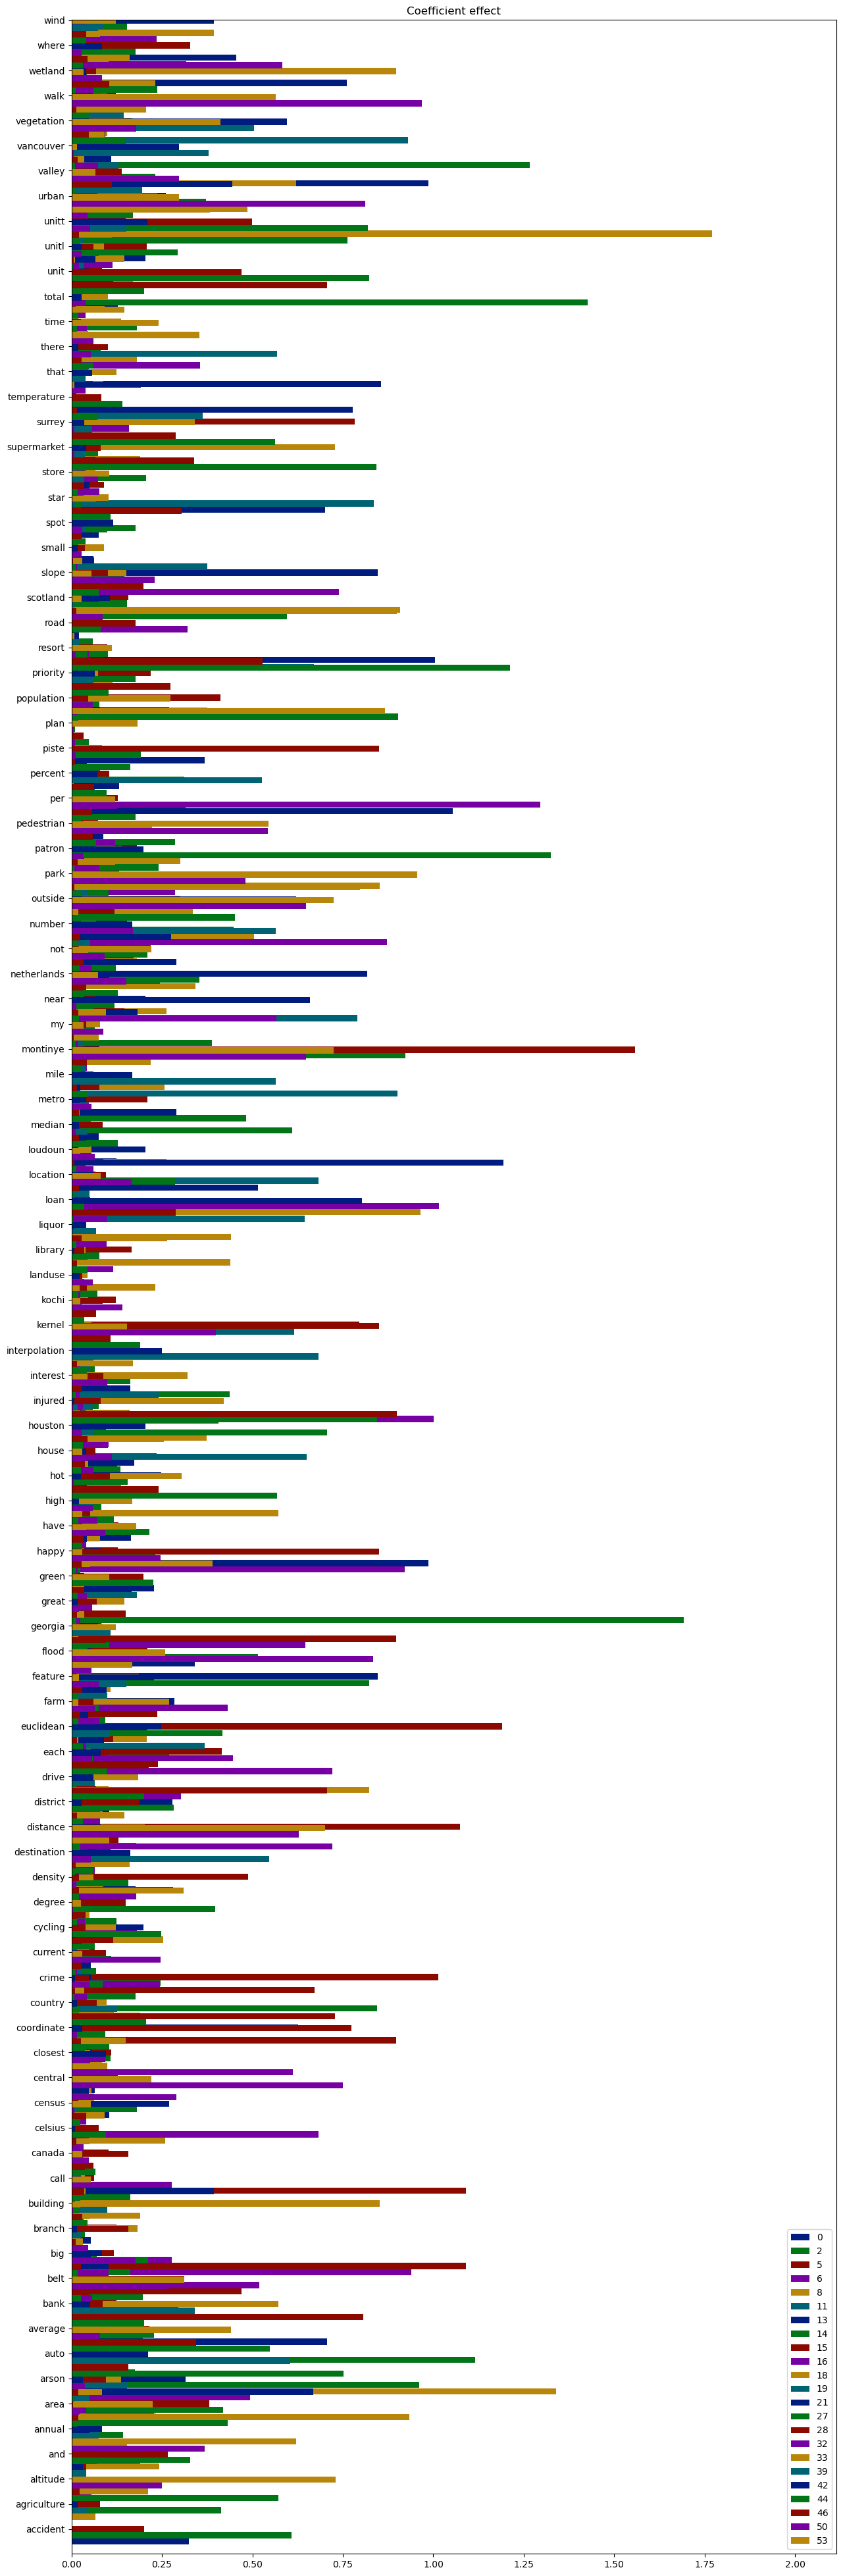 Coefficient effect
wind
where
wetland
walk
vegetation
vancouver
valley
urban
unitt
unitl
unit
total
time
there
that
temperature
surrey
supermarket
store
star
spot
small
slope
scotland
road
resort
priority
population
plan
piste
percent
per
pedestrian
patron
park
outside
number
not
netherlands
near
my
montinye
mile
metro
median
loudoun
location
loan
liquor
library
landuse
kochi
kernel
interpolation
interest
injured
houston
house
hot
high
have
happy
green
great
georgia
flood
feature
farm
euclidean
each
drive
district
distance
destination
density
degree
cycling
current
crime
country
coordinate
closest
central
census
celsius
canada
call
building
branch
big
belt
bank
average
auto
arson
area
annual
and
altitude
agriculture
accident
0.00 0.25 0.50 0.75 1.00 1.25 1.50 1.75 2.00
0
2
5
6
8
11
13
14
15
16
18
19
21
27
28
32
33
39
42
44
46
50
53